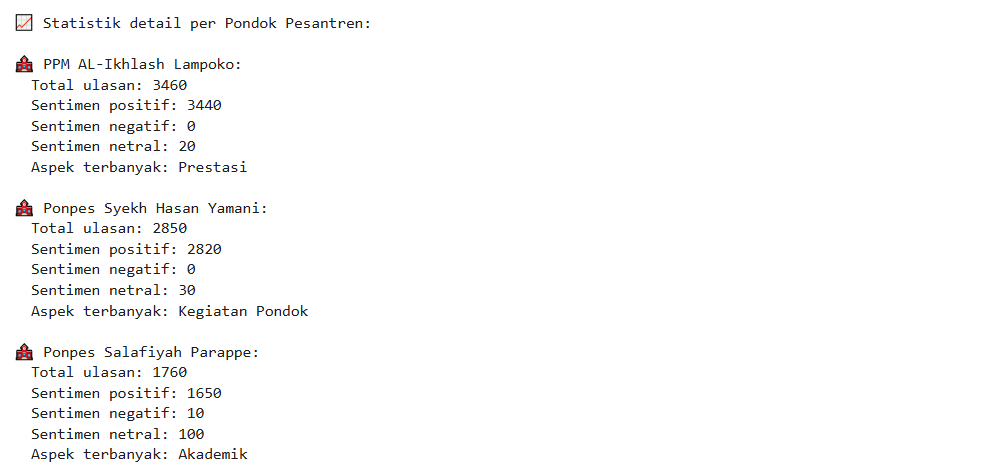 📈 Statistik detail per Pondok Pesantren:
🏫 PPM AL-Ikhlash Lampoko:
Total ulasan: 3460
Sentimen positif: 3440
Sentimen negatif: 0
Sentimen netral: 20
Aspek terbanyak: Prestasi
🏫 Ponpes Syekh Hasan Yamani:
Total ulasan: 2850
Sentimen positif: 2820
Sentimen negatif: 0
Sentimen netral: 30
Aspek terbanyak: Kegiatan Pondok
🏫 Ponpes Salafiyah Parappe:
Total ulasan: 1760
Sentimen positif: 1650
Sentimen negatif: 10
Sentimen netral: 100
Aspek terbanyak: Akademik